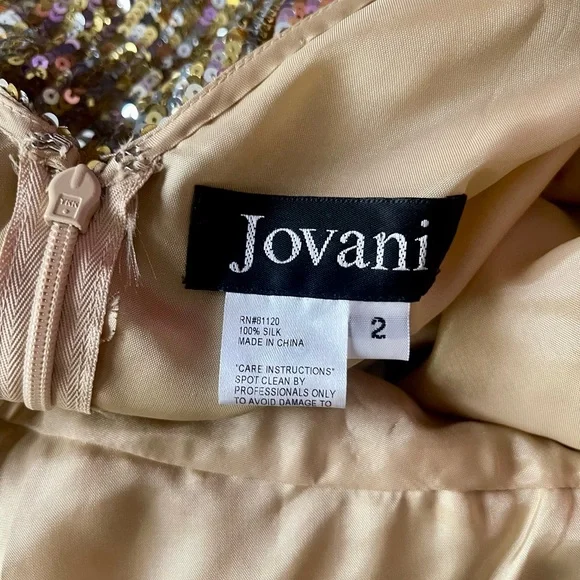 Jovani
RN#81120
100% SILK
MADE IN CHINA
2
"CARE INSTRUCTIONS"
SPOT CLEAN BY
PROFESSIONALS ONLY
TO AVOID DAMAGE TO